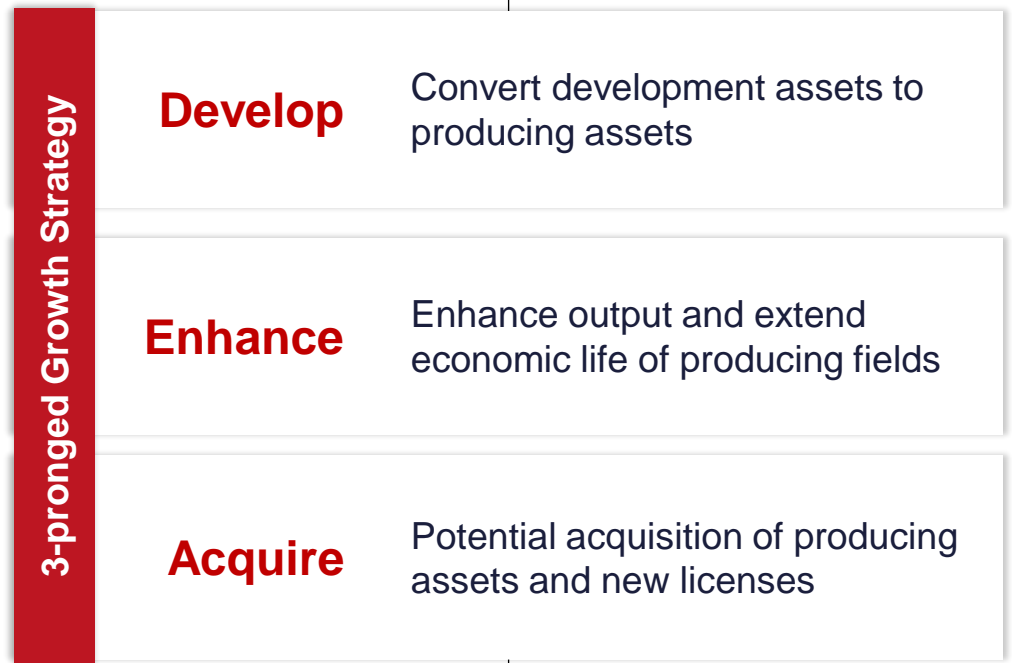 3-pronged Growth Strategy
Develop
Convert development assets to
producing assets
Enhance
Enhance output and extend
economic life of producing fields
Acquire
Potential acquisition of producing
assets and new licenses